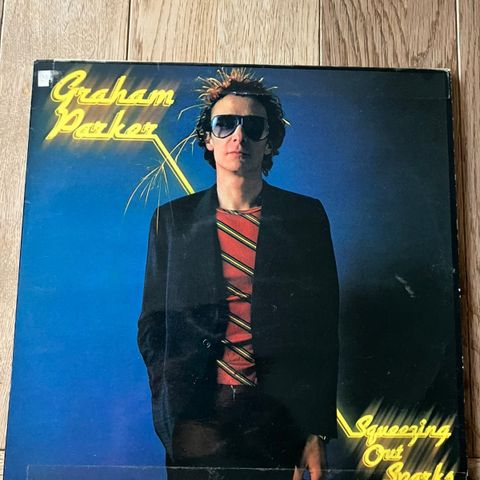 Graham
Parker
Squeezing
Out
Sparks